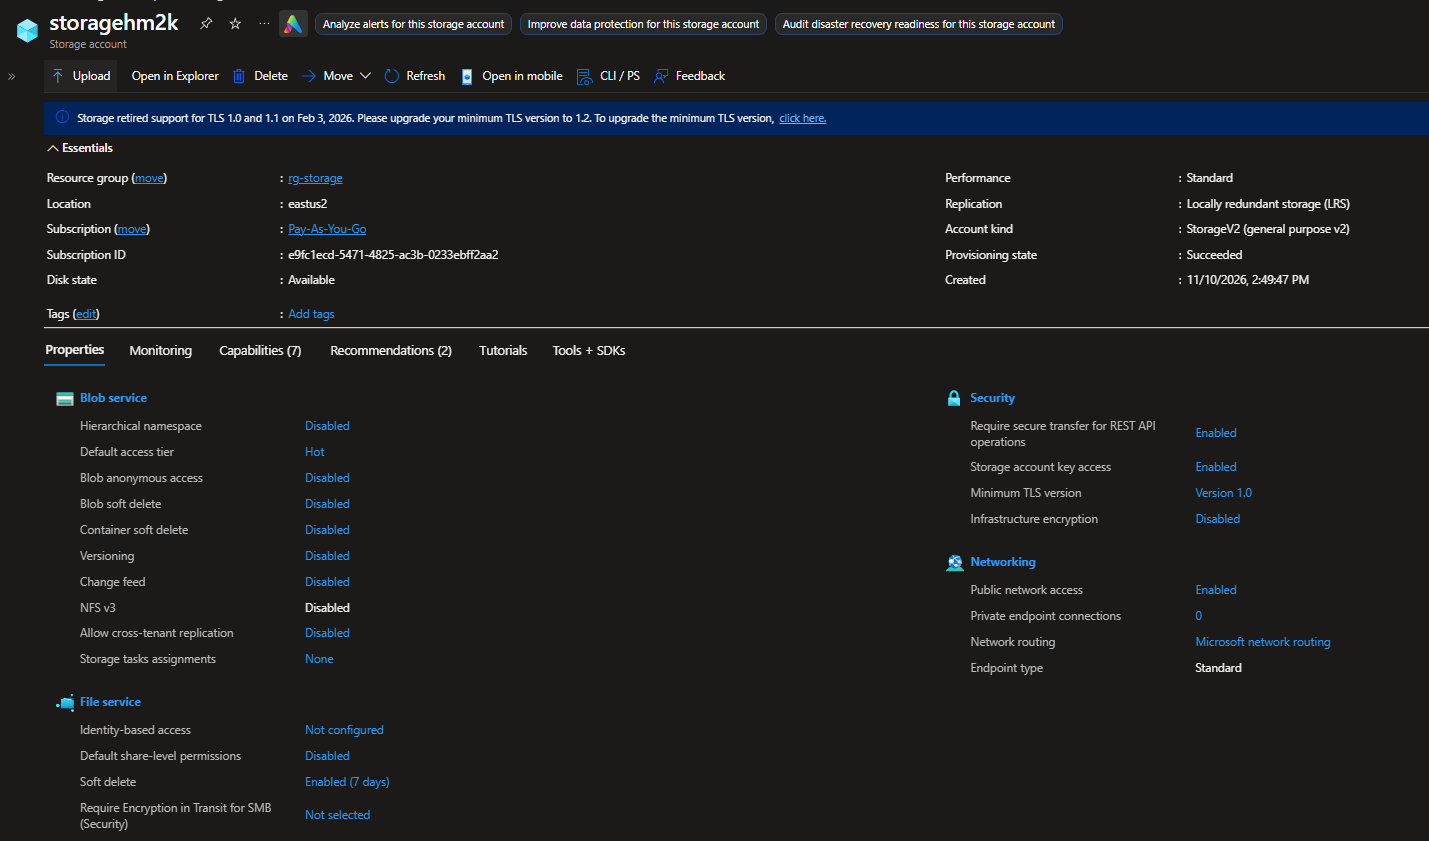 storagehm2k
Storage account
Analyze alerts for this storage account
Improve data protection for this storage account
Audit disaster recovery readiness for this storage account
Upload
Open in Explorer
Delete
Move
Refresh
Open in mobile
CLI / PS
Feedback
Storage retired support for TLS 1.0 and 1.1 on Feb 3, 2026. Please upgrade your minimum TLS version to 1.2. To upgrade the minimum TLS version, click here.
Essentials
Resource group (move) : rg-storage
Location : eastus2
Subscription (move) : Pay-As-You-Go
Subscription ID : e9fc1ecd-5471-4825-ac3b-0233ebff2aa2
Disk state : Available
Tags (edit) : Add tags
Performance : Standard
Replication : Locally redundant storage (LRS)
Account kind : StorageV2 (general purpose v2)
Provisioning state : Succeeded
Created : 11/10/2026, 2:49:47 PM
Properties
Monitoring
Capabilities (7)
Recommendations (2)
Tutorials
Tools + SDKs
Blob service
Hierarchical namespace Disabled
Default access tier Hot
Blob anonymous access Disabled
Blob soft delete Disabled
Container soft delete Disabled
Versioning Disabled
Change feed Disabled
NFS v3 Disabled
Allow cross-tenant replication Disabled
Storage tasks assignments None
File service
Identity-based access Not configured
Default share-level permissions Disabled
Soft delete Enabled (7 days)
Require Encryption in Transit for SMB
(Security) Not selected
Security
Require secure transfer for REST API
operations Enabled
Storage account key access Enabled
Minimum TLS version Version 1.0
Infrastructure encryption Disabled
Networking
Public network access Enabled
Private endpoint connections 0
Network routing Microsoft network routing
Endpoint type Standard